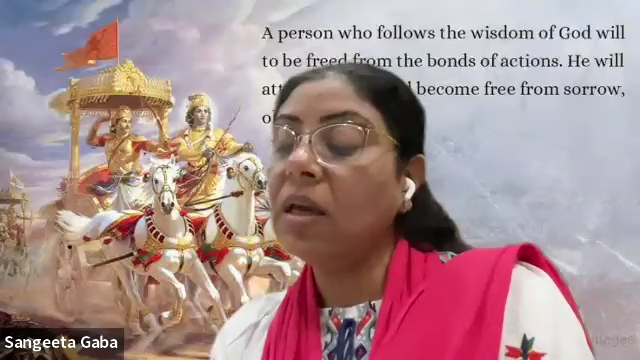 A person who follows the wisdom of God will
to be freed from the bonds of actions. He will
become free from sorrow,
Sangeeta Gaba